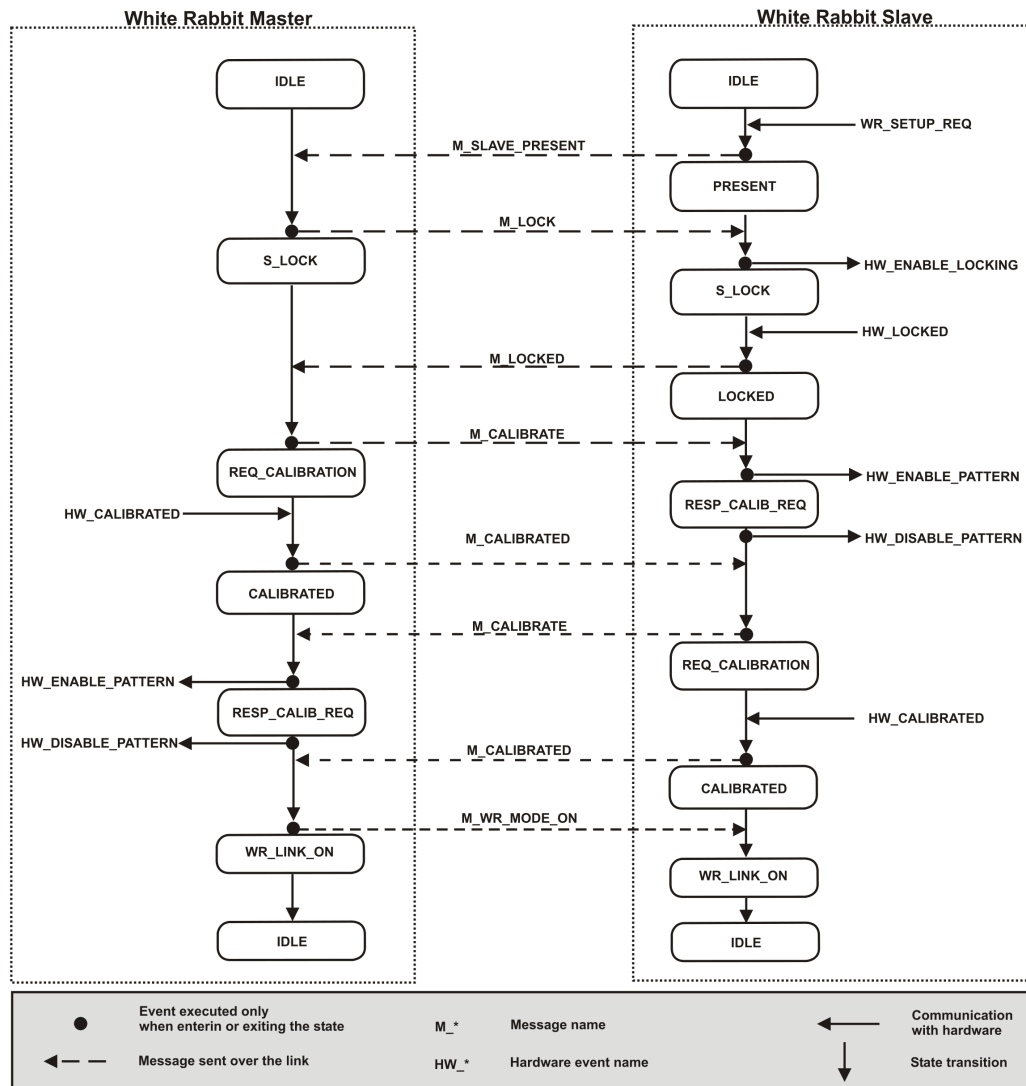 White Rabbit Master
White Rabbit Slave
IDLE
IDLE
WR_SETUP_REQ
M_SLAVE_PRESENT
PRESENT
M_LOCK
S_LOCK
HW_ENABLE_LOCKING
S_LOCK
HW_LOCKED
M_LOCKED
LOCKED
M_CALIBRATE
REQ_CALIBRATION
HW_ENABLE_PATTERN
RESP_CALIB_REQ
HW_CALIBRATED
HW_DISABLE_PATTERN
M_CALIBRATED
CALIBRATED
M_CALIBRATE
REQ_CALIBRATION
HW_ENABLE_PATTERN
RESP_CALIB_REQ
HW_CALIBRATED
HW_DISABLE_PATTERN
M_CALIBRATED
CALIBRATED
M_WR_MODE_ON
WR_LINK_ON
WR_LINK_ON
IDLE
IDLE
Event executed only
when enterin or exiting the state
M_*
Message name
Communication
with hardware
Message sent over the link
HW_*
Hardware event name
State transition